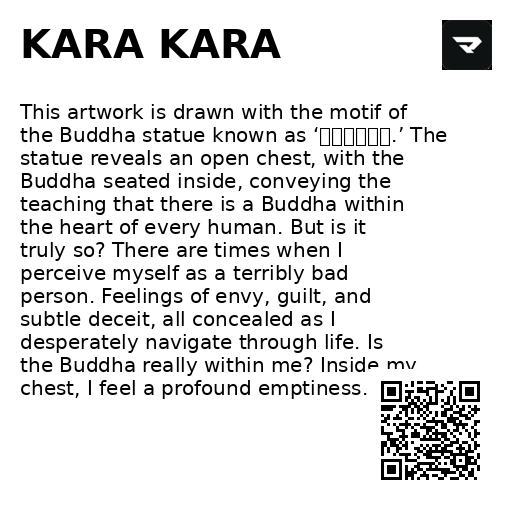 KARA KARA
This artwork is drawn with the motif of
the Buddha statue known as ‘□□□□□□.’ The
statue reveals an open chest, with the
Buddha seated inside, conveying the
teaching that there is a Buddha within
the heart of every human. But is it
truly so? There are times when I
perceive myself as a terribly bad
person. Feelings of envy, guilt, and
subtle deceit, all concealed as I
desperately navigate through life. Is
the Buddha really within me? Inside my
chest, I feel a profound emptiness.